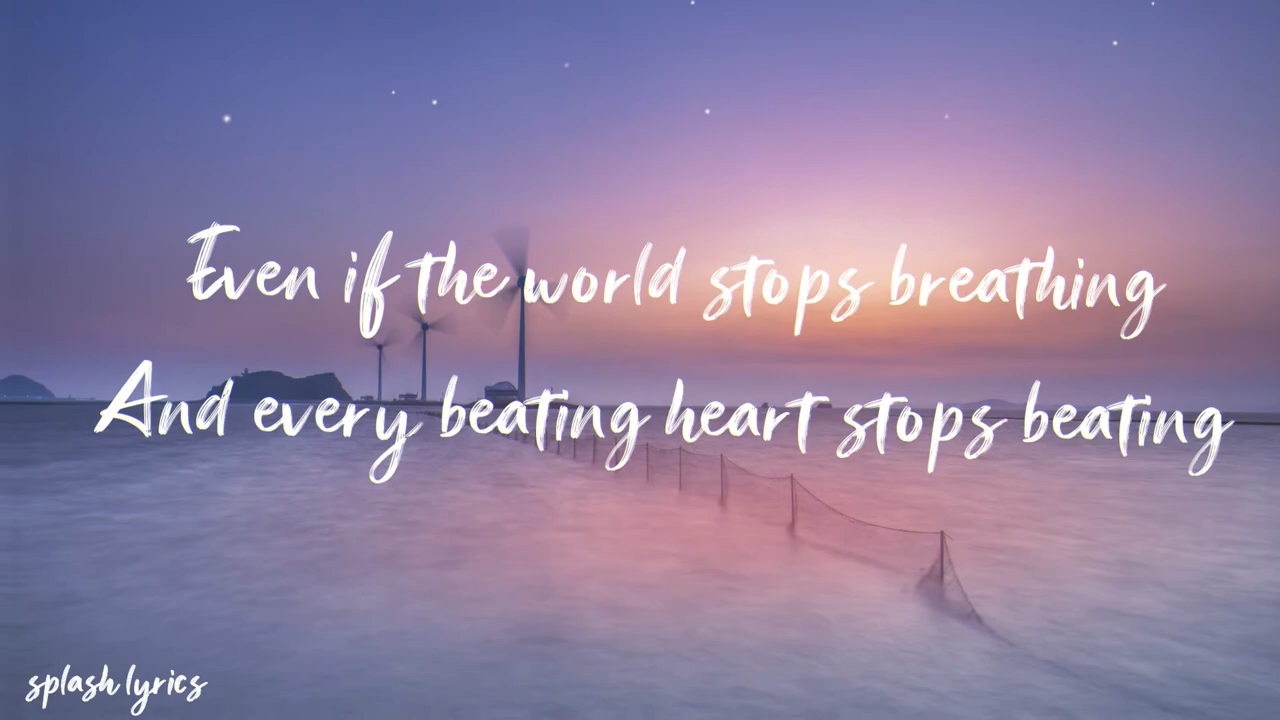 Even if the world stops breathing
And every beating heart stops beating
splash lyrics